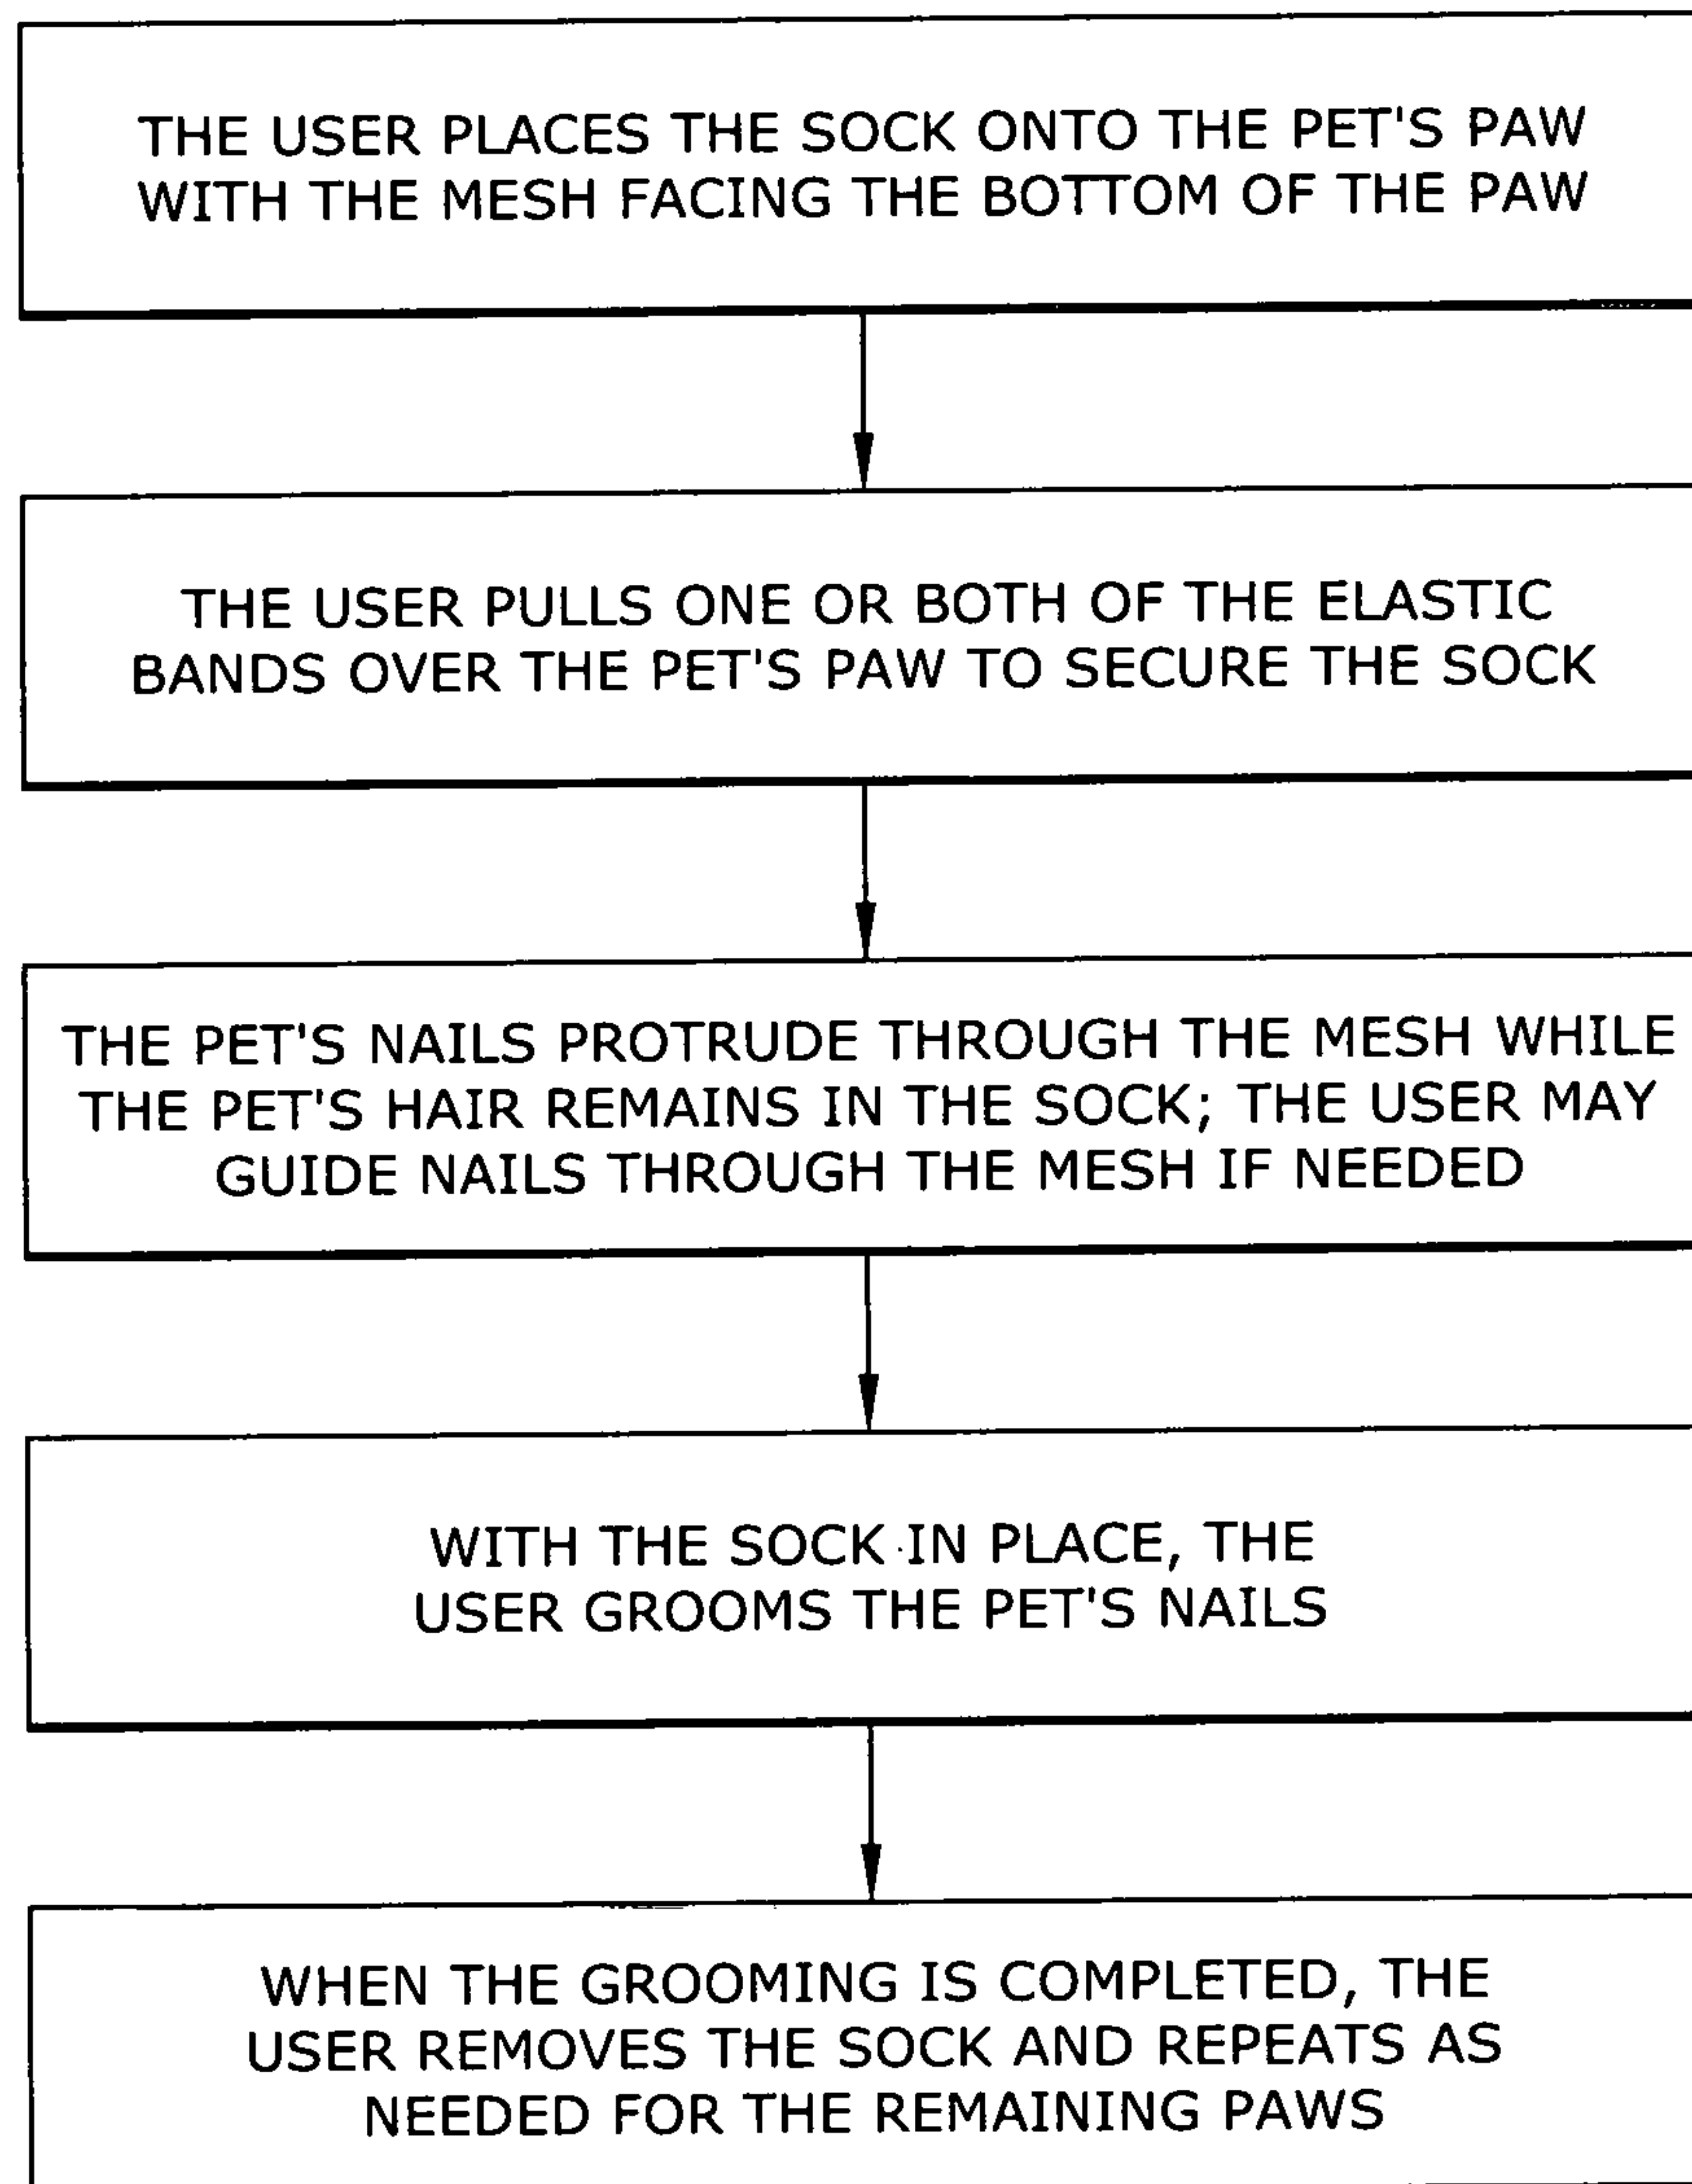 THE USER PLACES THE SOCK ONTO THE PET'S PAW
WITH THE MESH FACING THE BOTTOM OF THE PAW
THE USER PULLS ONE OR BOTH OF THE ELASTIC
BANDS OVER THE PET'S PAW TO SECURE THE SOCK
THE PET'S NAILS PROTRUDE THROUGH THE MESH WHILE
THE PET'S HAIR REMAINS IN THE SOCK; THE USER MAY
GUIDE NAILS THROUGH THE MESH IF NEEDED
WITH THE SOCK IN PLACE, THE
USER GROOMS THE PET'S NAILS
WHEN THE GROOMING IS COMPLETED, THE
USER REMOVES THE SOCK AND REPEATS AS
NEEDED FOR THE REMAINING PAWS